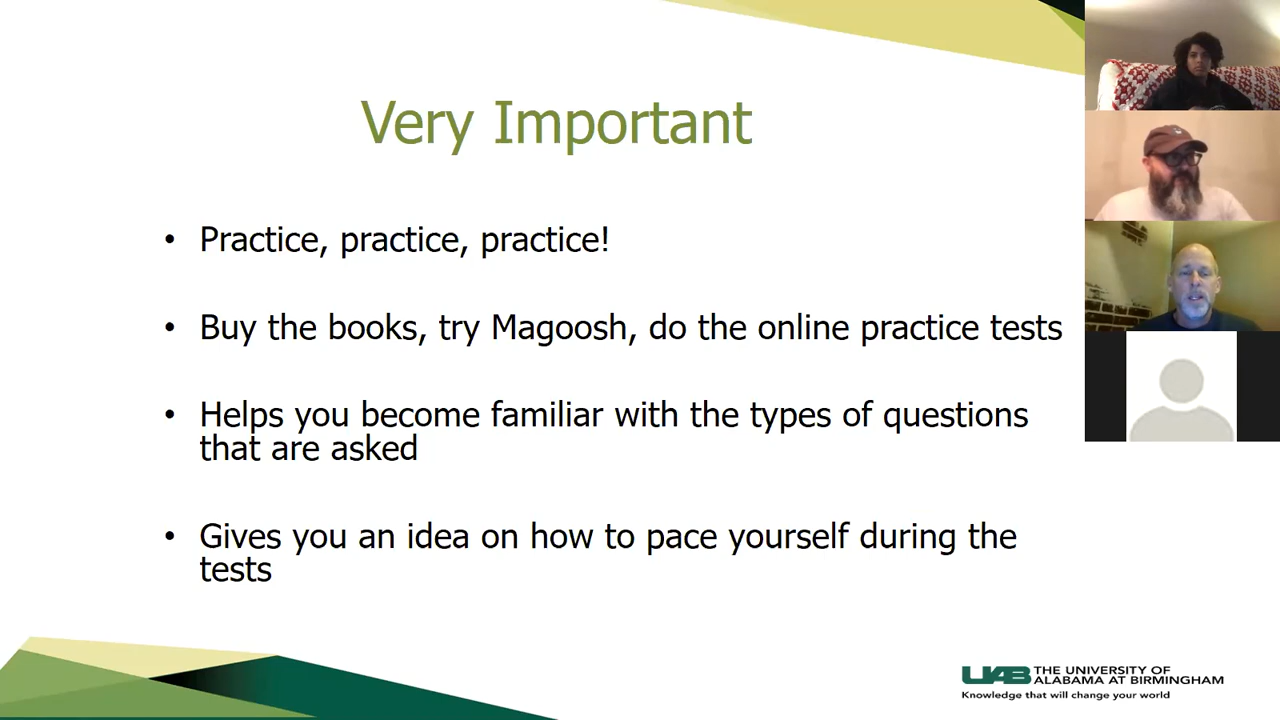 Very Important
• Practice, practice, practice!
• Buy the books, try Magoosh, do the online practice tests
• Helps you become familiar with the types of questions
that are asked
• Gives you an idea on how to pace yourself during the
tests
UAB THE UNIVERSITY OF
ALABAMA AT BIRMINGHAM
Knowledge that will change your world